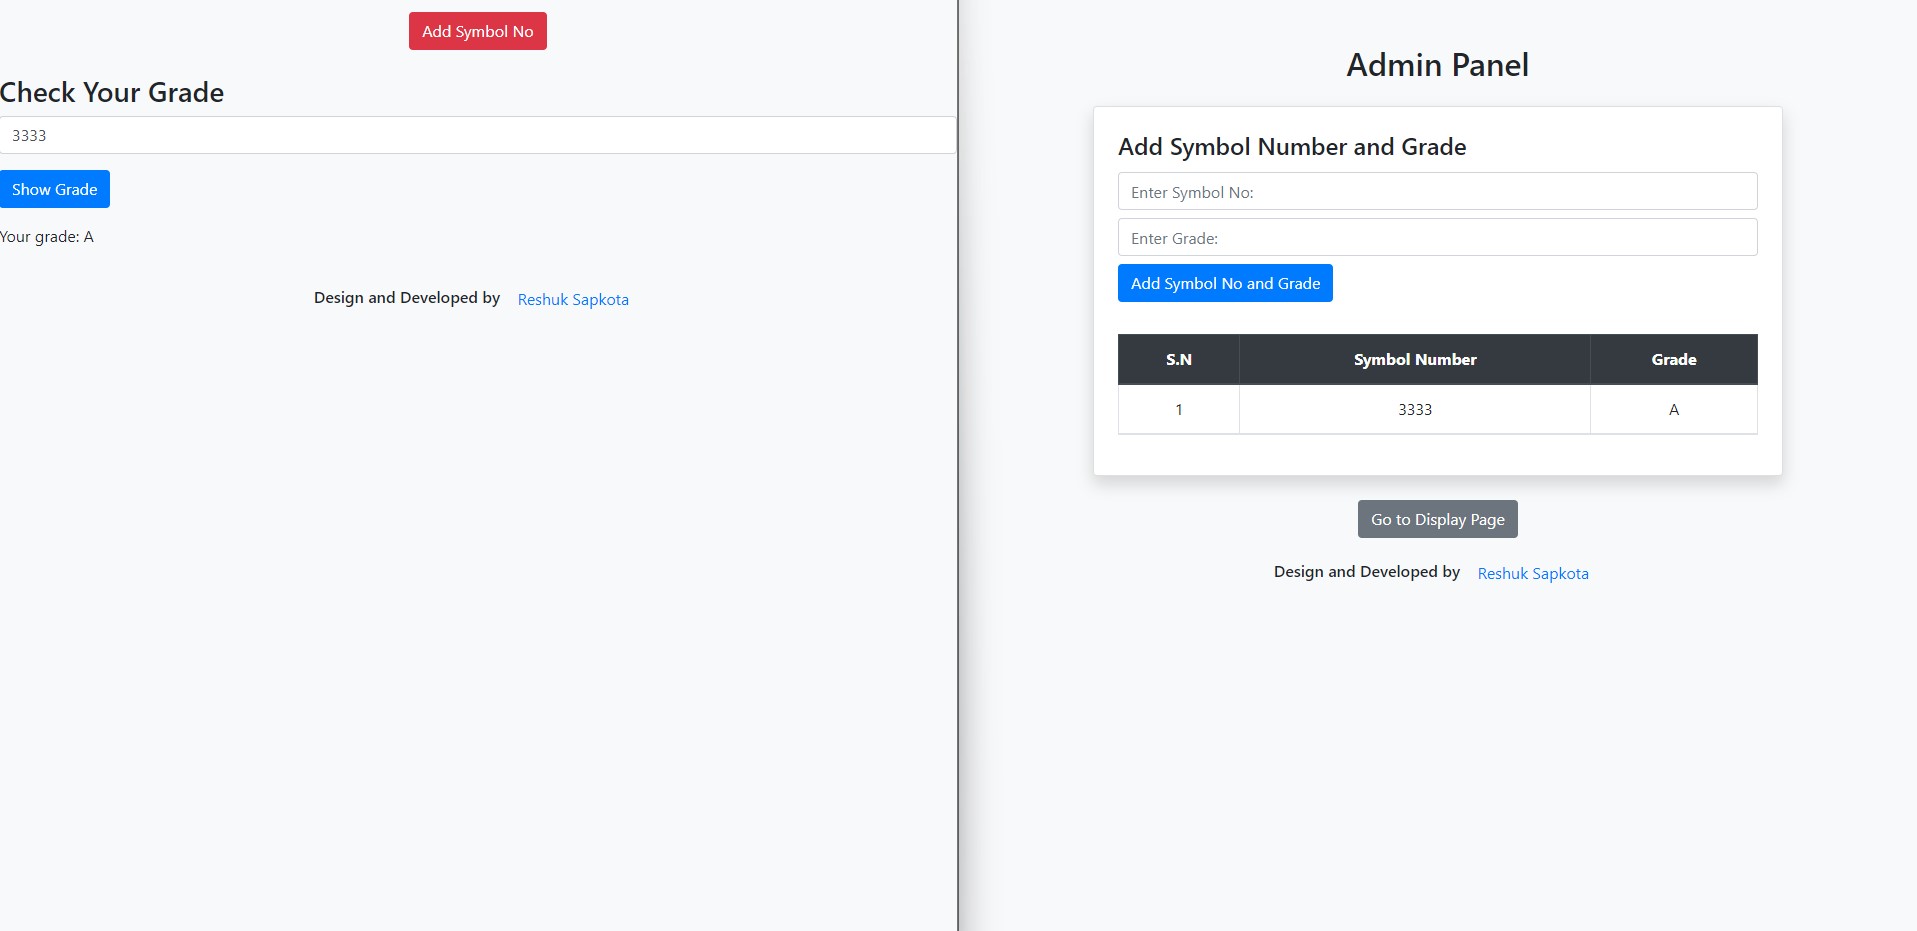 Add Symbol No
Check Your Grade
3333
Show Grade
Your grade: A
Design and Developed by Reshuk Sapkota
Admin Panel
Add Symbol Number and Grade
Enter Symbol No:
Enter Grade:
Add Symbol No and Grade
S.N Symbol Number Grade
1 3333 A
Go to Display Page
Design and Developed by Reshuk Sapkota